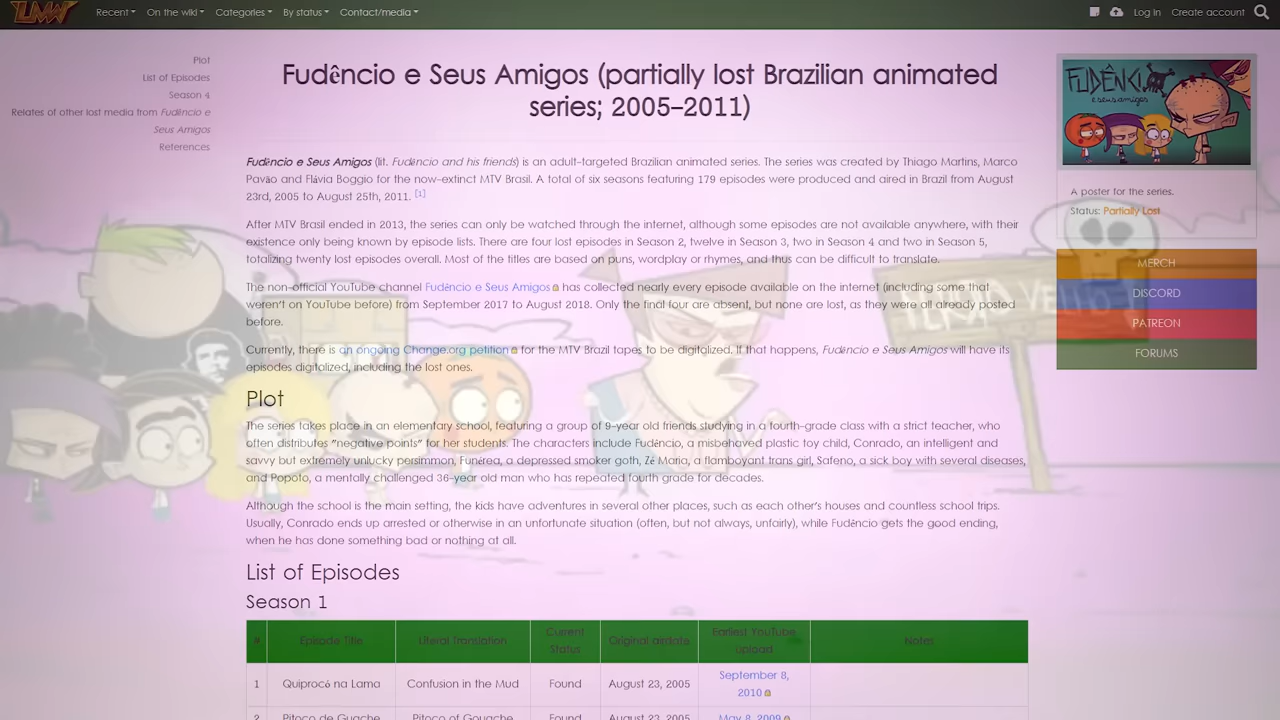 LMW
Recent On the wiki Categories By status Contact/media Log in Create account
Plot
List of Episodes
Season 4
Relates of other lost media from Fudêncio e
Seus Amigos
References
Fudêncio e Seus Amigos (partially lost Brazilian animated
series; 2005–2011)
Fudêncio e Seus Amigos (lit. Fudêncio and his friends) is an adult-targeted Brazilian animated series. The series was created by Thiago Martins, Marco
Pavão and Flávia Boggio for the now-extinct MTV Brasil. A total of six seasons featuring 179 episodes were produced and aired in Brazil from August
23rd, 2005 to August 25th, 2011. [1]
After MTV Brasil ended in 2013, the series can only be watched through the internet, although some episodes are not available anywhere, with their
existence only being known by episode lists. There are four lost episodes in Season 2, twelve in Season 3, two in Season 4 and two in Season 5,
totalizing twenty lost episodes overall. Most of the titles are based on puns, wordplay or rhymes, and thus can be difficult to translate.
The non-official YouTube channel Fudêncio e Seus Amigos has collected nearly every episode available on the internet (including some that
weren't on YouTube before) from September 2017 to August 2018. Only the final four are absent, but none are lost, as they were all already posted
before.
Currently, there is an ongoing Change.org petition for the MTV Brazil tapes to be digitalized. If that happens, Fudêncio e Seus Amigos will have its
episodes digitalized, including the lost ones.
Plot
The series takes place in an elementary school, featuring a group of 9-year old friends studying in a fourth-grade class with a strict teacher, who
often distributes "negative points" for her students. The characters include Fudêncio, a misbehaved plastic toy child, Conrado, an intelligent and
savvy but extremely unlucky persimmon, Funérea, a depressed smoker goth, Zé Maria, a flamboyant trans girl, Safeno, a sick boy with several diseases,
and Popoto, a mentally challenged 36-year old man who has repeated fourth grade for decades.
Although the school is the main setting, the kids have adventures in several other places, such as each other's houses and countless school trips.
Usually, Conrado ends up arrested or otherwise in an unfortunate situation (often, but not always, unfairly), while Fudêncio gets the good ending,
when he has done something bad or nothing at all.
List of Episodes
Season 1
# Episode Title Literal Translation Current Status Original airdate Earliest YouTube upload Notes
1 Quiprocó na Lama Confusion in the Mud Found August 23, 2005 September 8, 2010
2 Pitoco de Guache Pitoco of Gouache Found August 23, 2005 May 8, 2009
FUDÊNCIO
e seus amigos
A poster for the series.
Status: Partially Lost
MERCH
DISCORD
PATREON
FORUMS